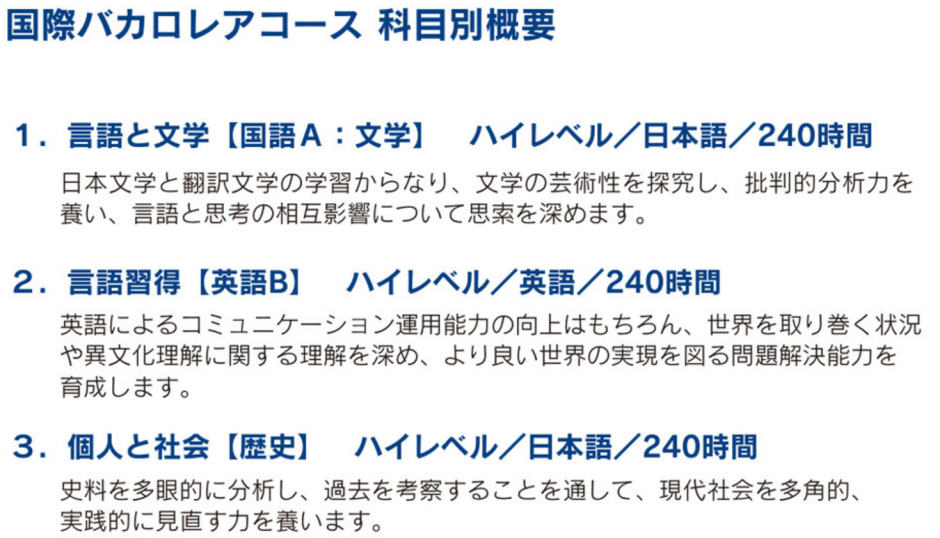 国際バカロレアコース 科目別概要
１．言語と文学【国語Ａ：文学】　ハイレベル／日本語／240時間
日本文学と翻訳文学の学習からなり、文学の芸術性を探究し、批判的分析力を
養い、言語と思考の相互影響について思索を深めます。
２．言語習得【英語B】　ハイレベル／英語／240時間
英語によるコミュニケーション運用能力の向上はもちろん、世界を取り巻く状況
や異文化理解に関する理解を深め、より良い世界の実現を図る問題解決能力を
育成します。
３．個人と社会【歴史】　ハイレベル／日本語／240時間
史料を多眼的に分析し、過去を考察することを通して、現代社会を多角的、
実践的に見直す力を養います。